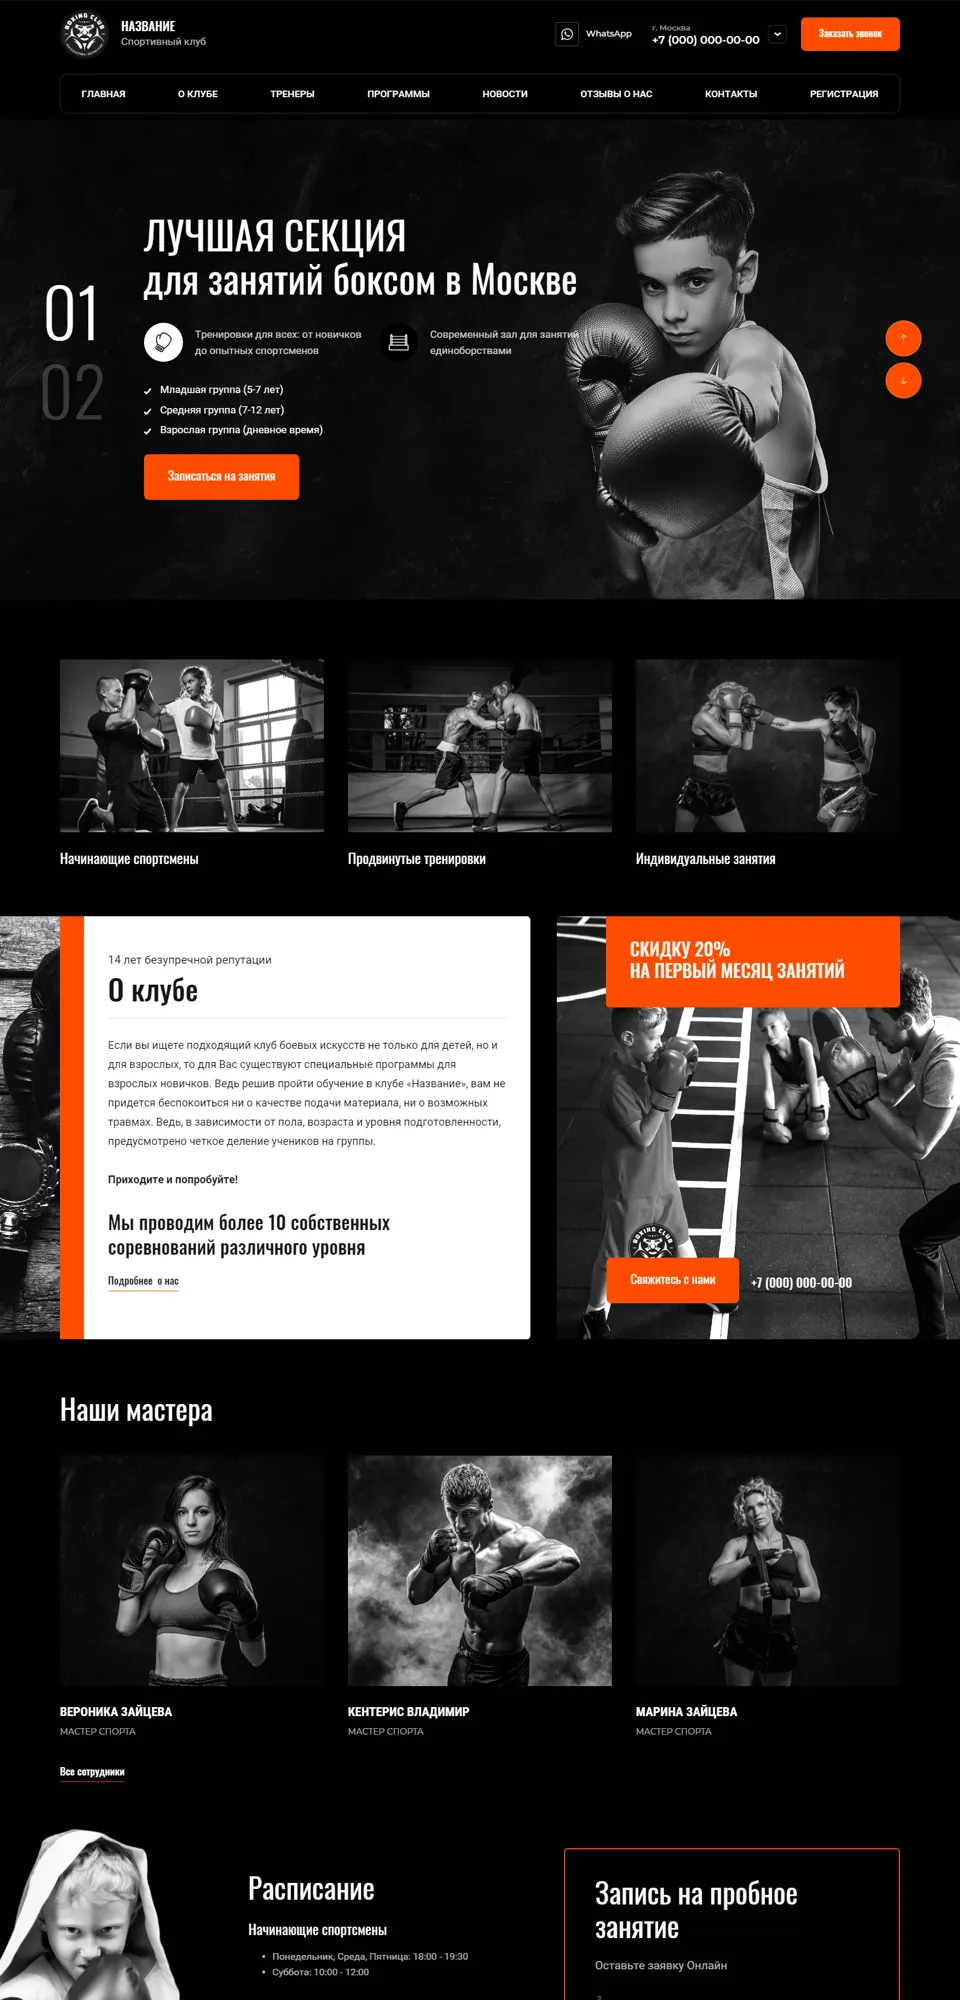 BOXING CLUB
НАЗВАНИЕ
Спортивный клуб
WhatsApp
г. Москва
+7 (000) 000-00-00
Заказать звонок
ГЛАВНАЯ
О КЛУБЕ
ТРЕНЕРЫ
ПРОГРАММЫ
НОВОСТИ
ОТЗЫВЫ О НАС
КОНТАКТЫ
РЕГИСТРАЦИЯ
01
02
ЛУЧШАЯ СЕКЦИЯ
для занятий боксом в Москве
Тренировки для всех: от новичков
до опытных спортсменов
Современный зал для занятий
единоборствами
Младшая группа (5-7 лет)
Средняя группа (7-12 лет)
Взрослая группа (дневное время)
Записаться на занятия
Начинающие спортсмены
Продвинутые тренировки
Индивидуальные занятия
14 лет безупречной репутации
О клубе
Если вы ищете подходящий клуб боевых искусств не только для детей, но и
для взрослых, то для Вас существуют специальные программы для
взрослых новичков. Ведь решив пройти обучение в клубе «Название», вам не
придется беспокоиться ни о качестве подачи материала, ни о возможных
травмах. Ведь, в зависимости от пола, возраста и уровня подготовленности,
предусмотрено четкое деление учеников на группы.
Приходите и попробуйте!
Мы проводим более 10 собственных
соревнований различного уровня
Подробнее о нас
СКИДКУ 20%
НА ПЕРВЫЙ МЕСЯЦ ЗАНЯТИЙ
BOXING CLUB
Свяжитесь с нами
+7 (000) 000-00-00
Наши мастера
ВЕРОНИКА ЗАЙЦЕВА
МАСТЕР СПОРТА
КЕНТЕРИС ВЛАДИМИР
МАСТЕР СПОРТА
МАРИНА ЗАЙЦЕВА
МАСТЕР СПОРТА
Все сотрудники
Расписание
Начинающие спортсмены
Понедельник, Среда, Пятница: 18:00 - 19:30
Суббота: 10:00 - 12:00
Запись на пробное
занятие
Оставьте заявку Онлайн